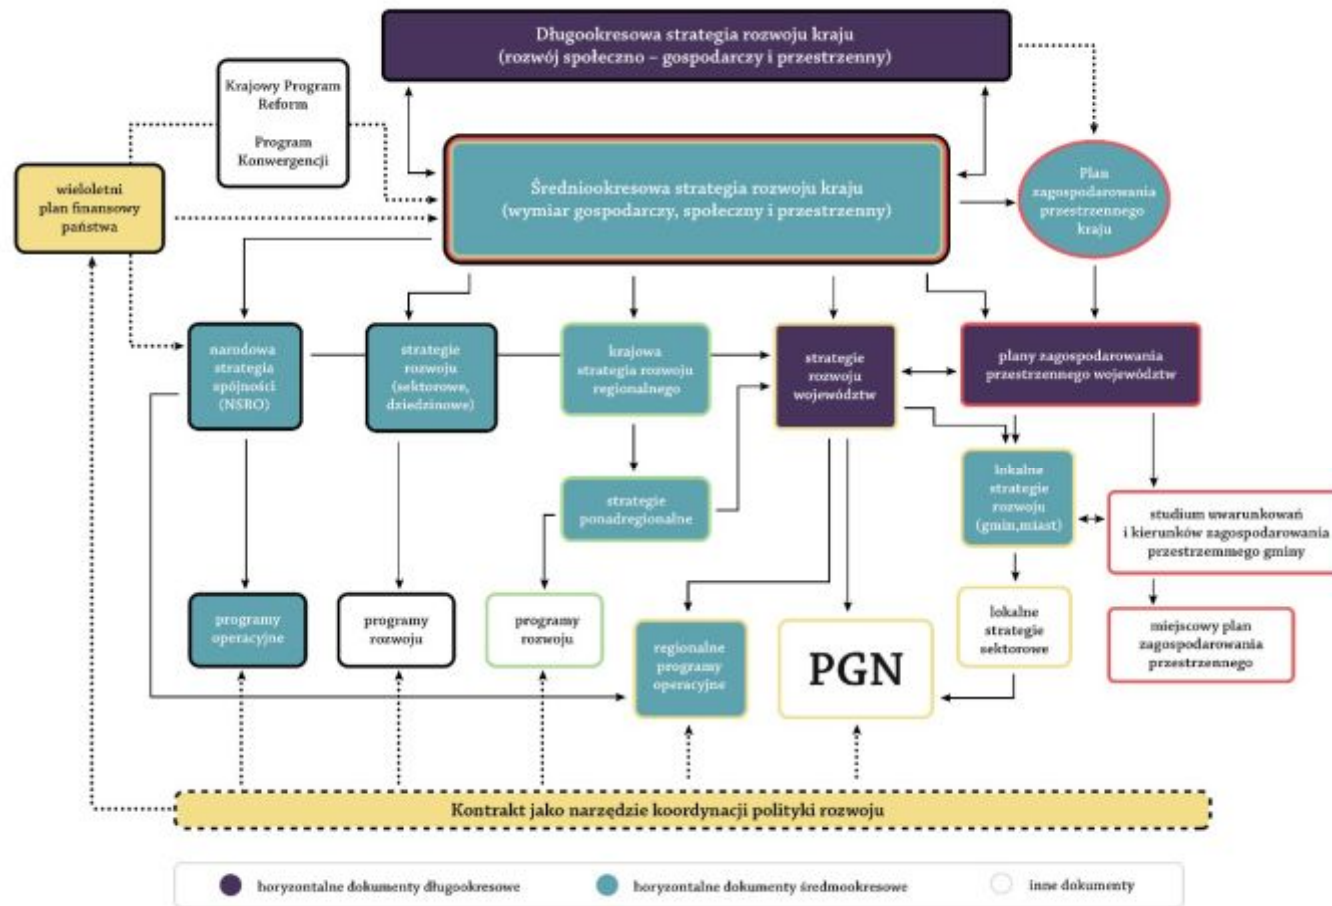 Długookresowa strategia rozwoju kraju
(rozwój społeczno – gospodarczy i przestrzenny)
Krajowy Program
Reform
Program
Konwergencji
wieloletni
plan finansowy
państwa
Średniookresowa strategia rozwoju kraju
(wymiar gospodarczy, społeczny i przestrzenny)
Plan
zagospodarowania
przestrzennego
kraju
narodowa
strategia
spójności
(NSRO)
strategie
rozwoju
(sektorowe,
dziedzinowe)
krajowa
strategia rozwoju
regionalnego
strategie
rozwoju
województw
plany zagospodarowania
przestrzennego województw
strategie
ponadregionalne
lokalne
strategie
rozwoju
(gmin,miast)
studium uwarunkowań
i kierunków zagospodarowania
przestrzemmego gminy
programy
operacyjne
programy
rozwoju
programy
rozwoju
regionalne
programy
operacyjne
PGN
lokalne
strategie
sektorowe
miejscowy plan
zagospodarowania
przestrzennego
Kontrakt jako narzędzie koordynacji polityki rozwoju
horyzontalne dokumenty długookresowe
horyzontalne dokumenty średmookresowe
inne dokumenty